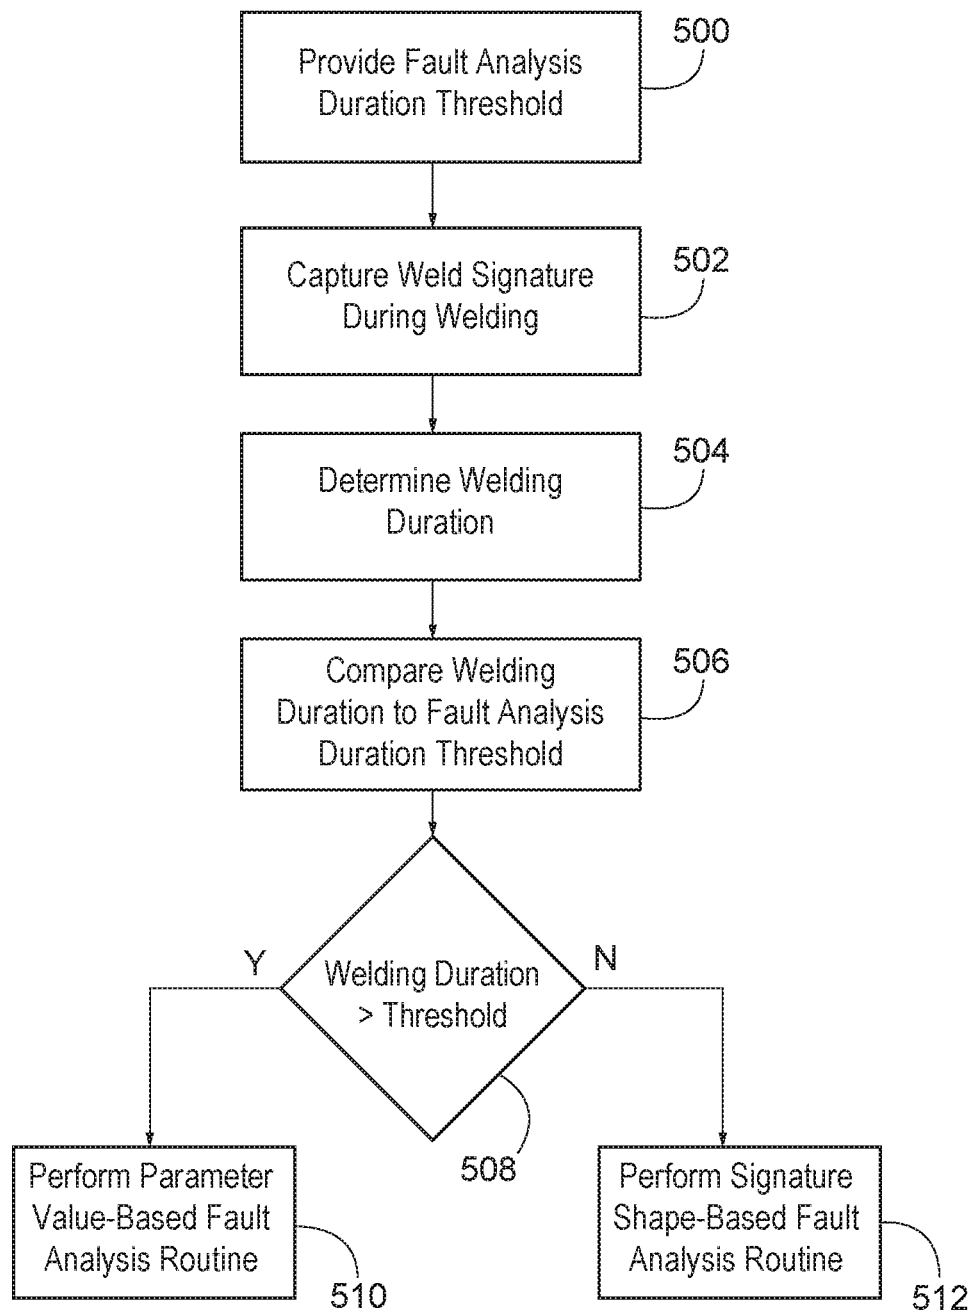 500
Provide Fault Analysis
Duration Threshold
502
Capture Weld Signature
During Welding
504
Determine Welding
Duration
506
Compare Welding
Duration to Fault Analysis
Duration Threshold
Y
N
Welding Duration
> Threshold
508
Perform Parameter
Value-Based Fault
Analysis Routine
510
Perform Signature
Shape-Based Fault
Analysis Routine
512